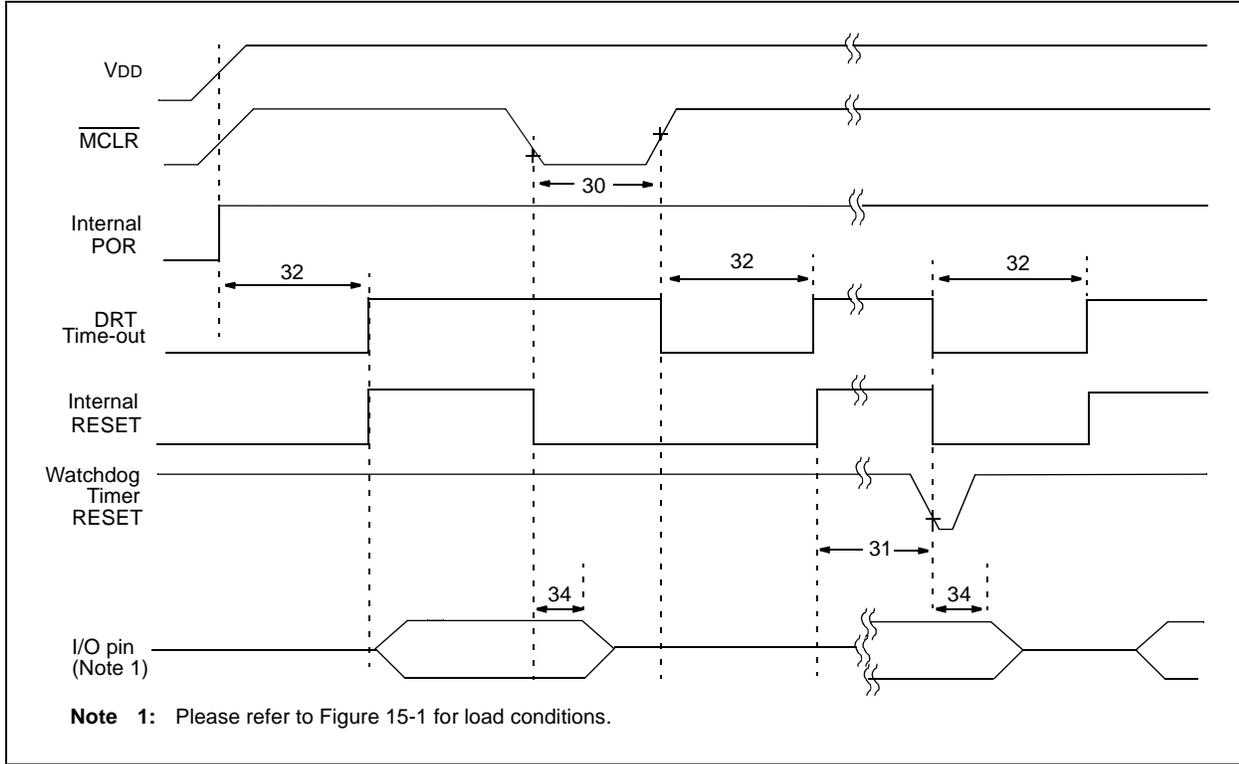 VDD
MCLR
30
Internal
POR
32
32
32
DRT
Time-out
Internal
RESET
Watchdog
Timer
RESET
31
34
34
I/O pin
(Note 1)
Note 1: Please refer to Figure 15-1 for load conditions.